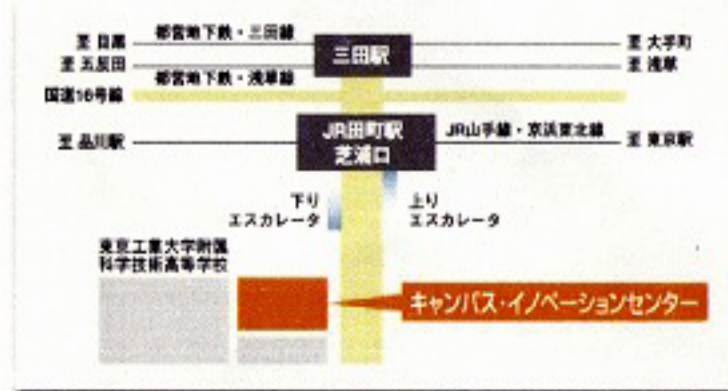 都営地下鉄・三田線
至 目黒
至 大手町
三田駅
至 五反田
至 浅草
都営地下鉄・浅草線
国道16号線
JR田町駅
芝浦口
JR山手線・京浜東北線
至 品川駅
至 東京駅
下り
エスカレータ
上り
エスカレータ
東京工業大学附属
科学技術高等学校
キャンパス・イノベーションセンター